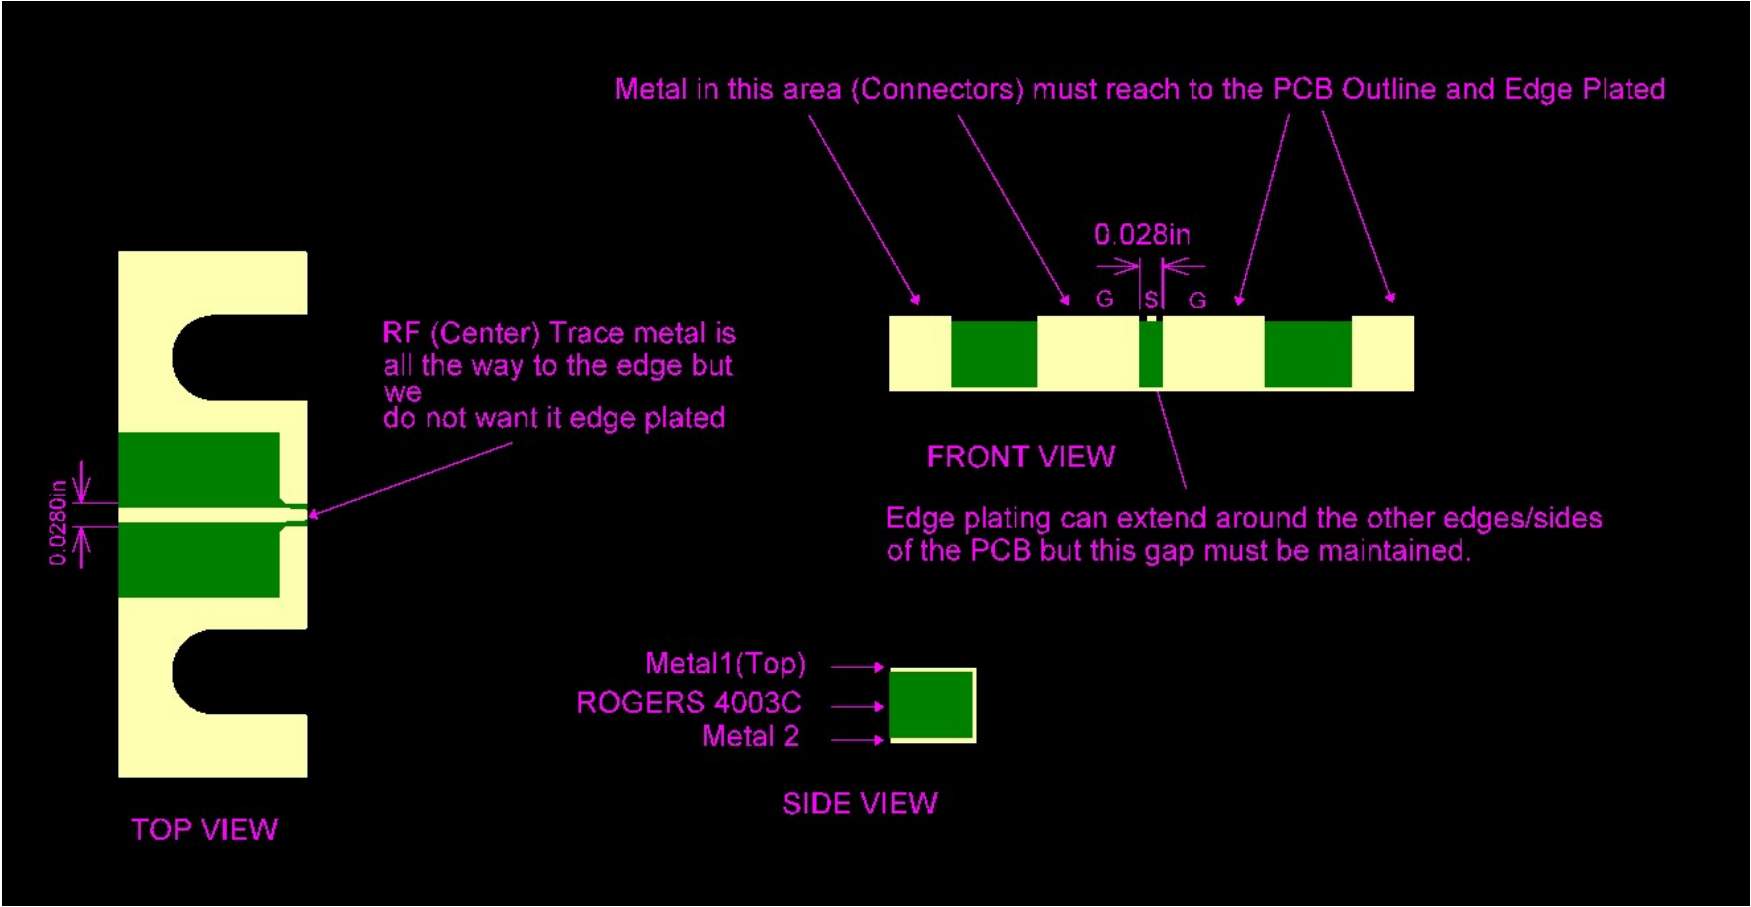 Metal in this area (Connectors) must reach to the PCB Outline and Edge Plated
0.028in
G S G
RF (Center) Trace metal is
all the way to the edge but
we
do not want it edge plated
0.0280in
FRONT VIEW
Edge plating can extend around the other edges/sides
of the PCB but this gap must be maintained.
Metal1(Top)
ROGERS 4003C
Metal 2
SIDE VIEW
TOP VIEW